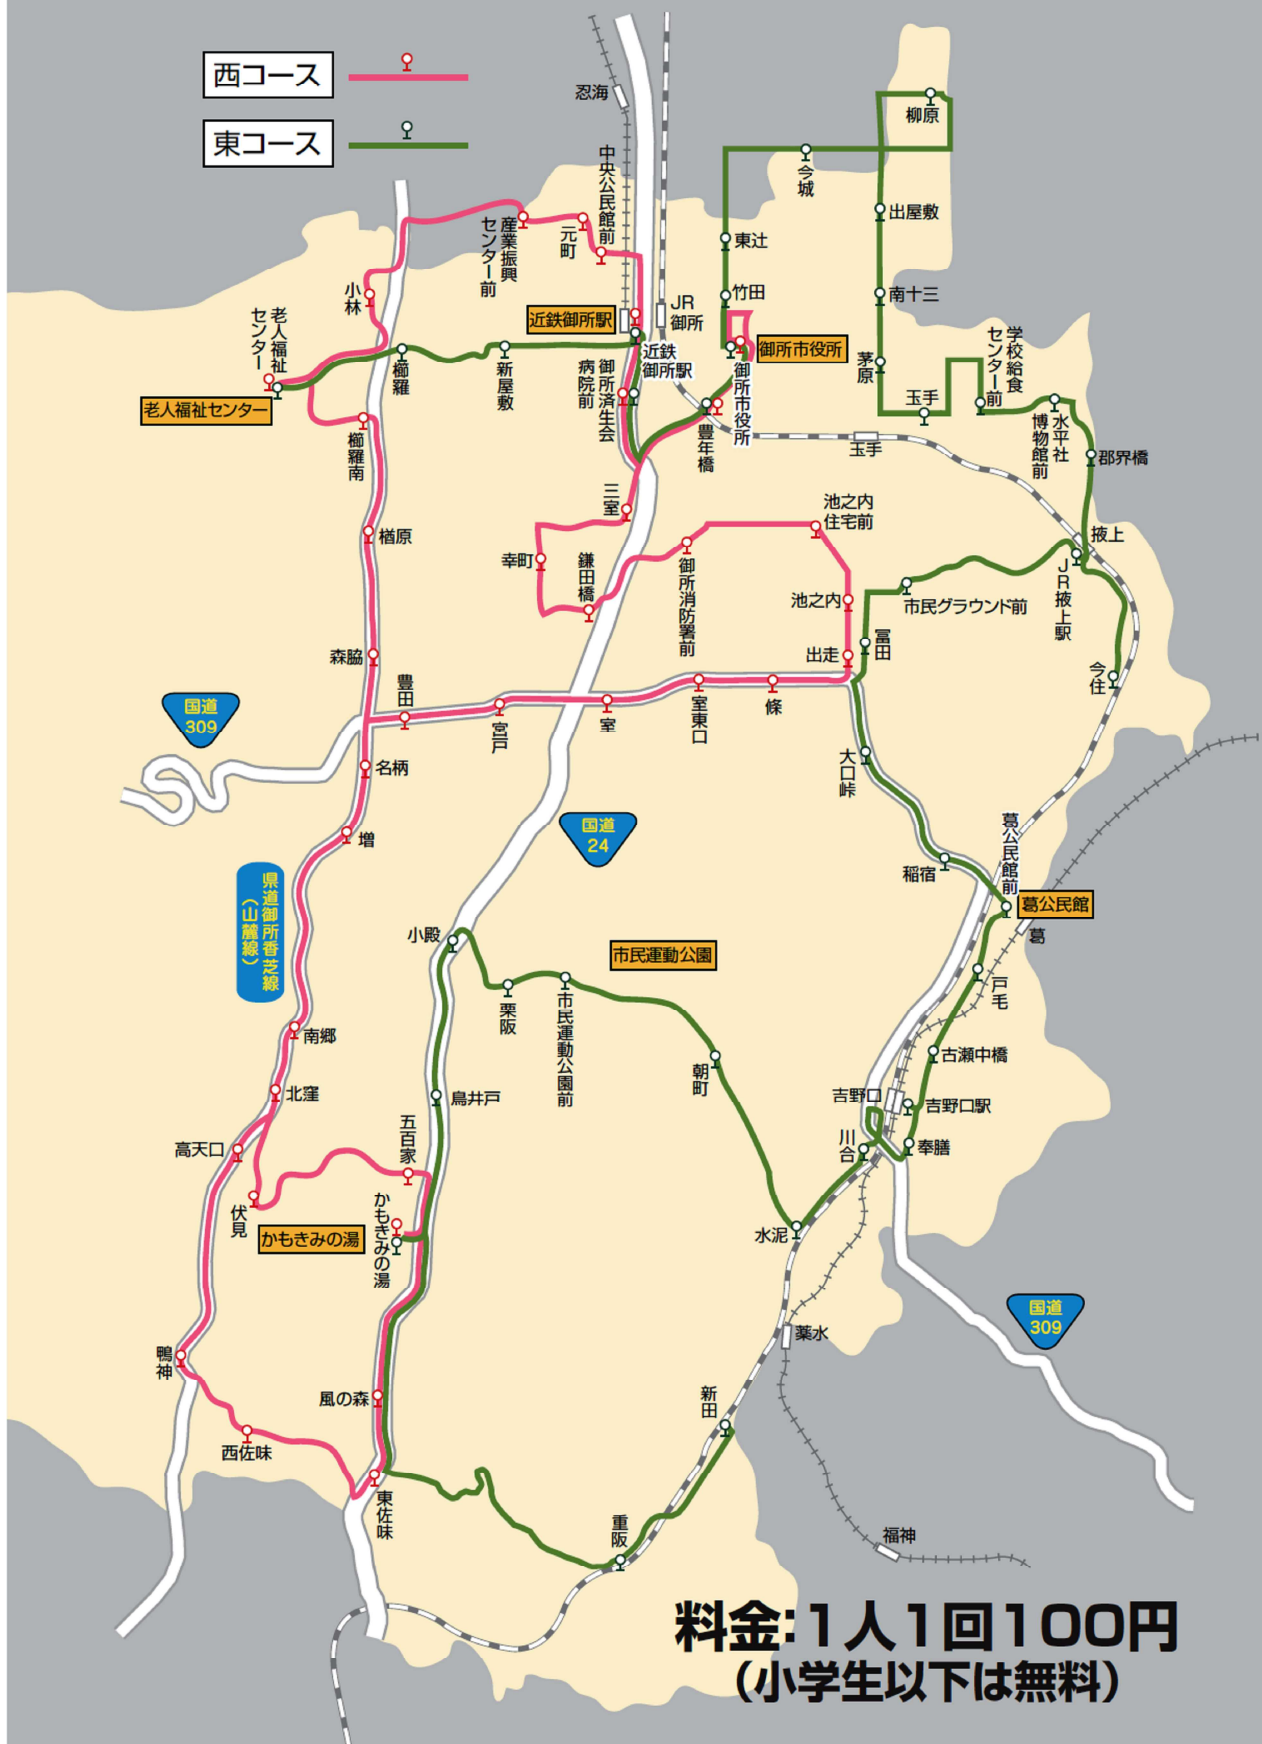 西コース
東コース
忍海
中央公民館前
元町
産業振興
センター前
小林
老人福祉
センター
老人福祉センター
櫛羅
新屋敷
近鉄御所駅
JR
御所
近鉄
御所駅
御所済生会
病院前
櫛羅南
柳原
今城
出屋敷
東辻
竹田
南十三
御所市役所
御所市役所
豊年橋
茅原
玉手
学校給食
センター前
水平社
博物館前
玉手
郡界橋
掖上
JR掖上駅
市民グラウンド前
今住
三室
幸町
鎌田橋
御所消防署前
池之内
住宅前
池之内
出走
冨田
楢原
森脇
豊田
宮戸
室
室東口
條
国道
309
名柄
増
大口峠
国道
24
稲宿
葛公民館前
葛公民館
葛
県道御所香芝線
(山麓線)
小殿
栗阪
市民運動公園
市民運動公園前
朝町
戸毛
古瀬中橋
吉野口
吉野口駅
川合
奉膳
南郷
北窪
高天口
伏見
鳥井戸
五百家
かもきみの湯
かもきみの湯
水泥
薬水
国道
309
鴨神
西佐味
風の森
東佐味
新田
重阪
福神
料金:1人1回100円
(小学生以下は無料)